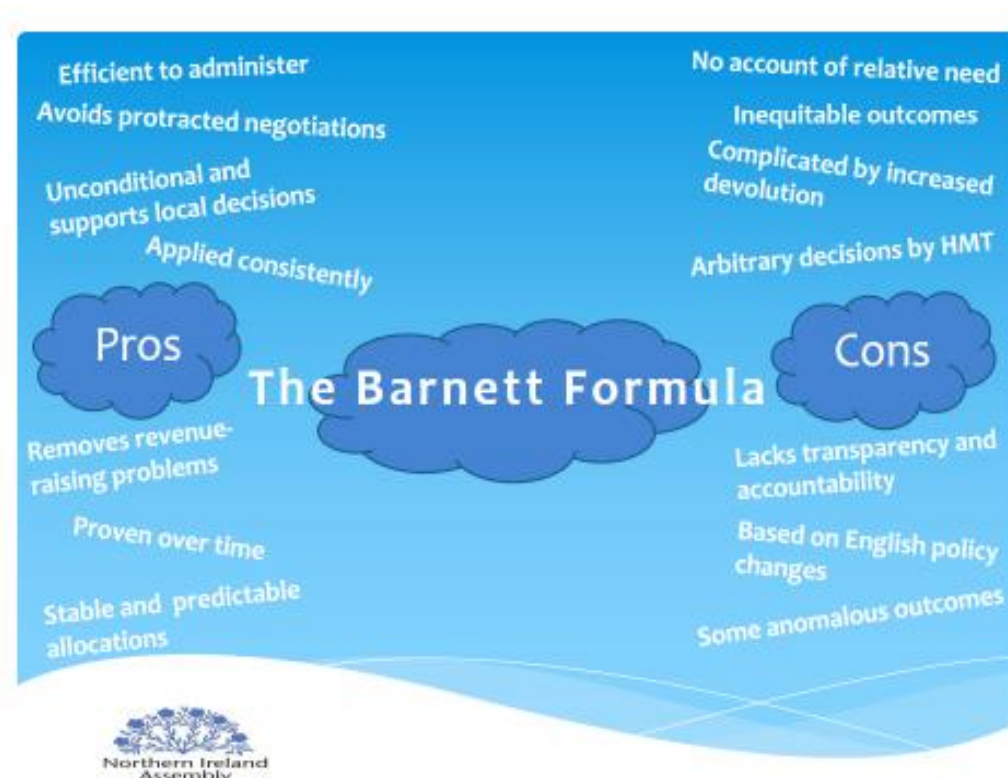 Efficient to administer
Avoids protracted negotiations
Unconditional and
supports local decisions
Applied consistently
Pros
Removes revenue-
raising problems
Proven over time
Stable and predictable
allocations
The Barnett Formula
No account of relative need
Inequitable outcomes
Complicated by increased
devolution
Arbitrary decisions by HMT
Cons
Lacks transparency and
accountability
Based on English policy
changes
Some anomalous outcomes
Northern Ireland
Assembly